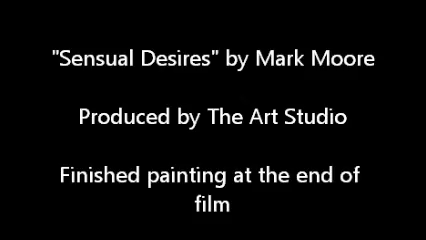 "Sensual Desires" by Mark Moore
Produced by The Art Studio
Finished painting at the end of
film